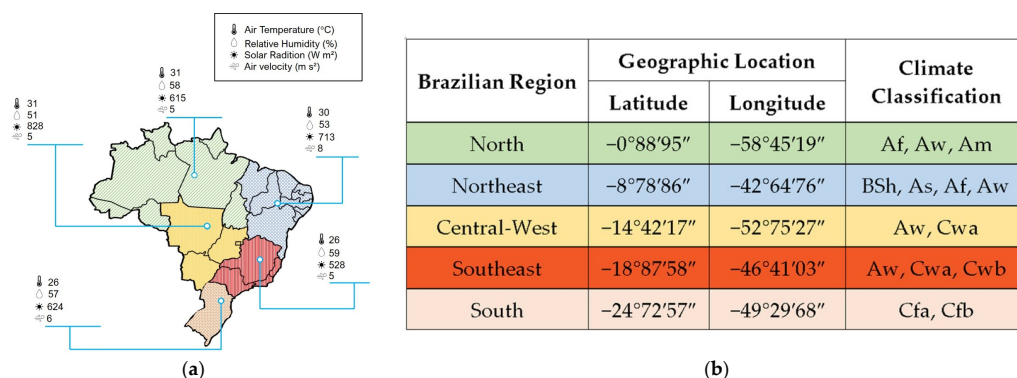 Air Temperature (°C)
Relative Humidity (%)
Solar Radition (W m²)
Air velocity (m s²)
31
58
615
5
31
51
828
5
30
53
713
8
26
59
528
5
26
57
624
6
(a)
Brazilian Region
Geographic Location
Climate Classification
Latitude
Longitude
North
−0°88′95″
−58°45′19″
Af, Aw, Am
Northeast
−8°78′86″
−42°64′76″
BSh, As, Af, Aw
Central-West
−14°42′17″
−52°75′27″
Aw, Cwa
Southeast
−18°87′58″
−46°41′03″
Aw, Cwa, Cwb
South
−24°72′57″
−49°29′68″
Cfa, Cfb
(b)